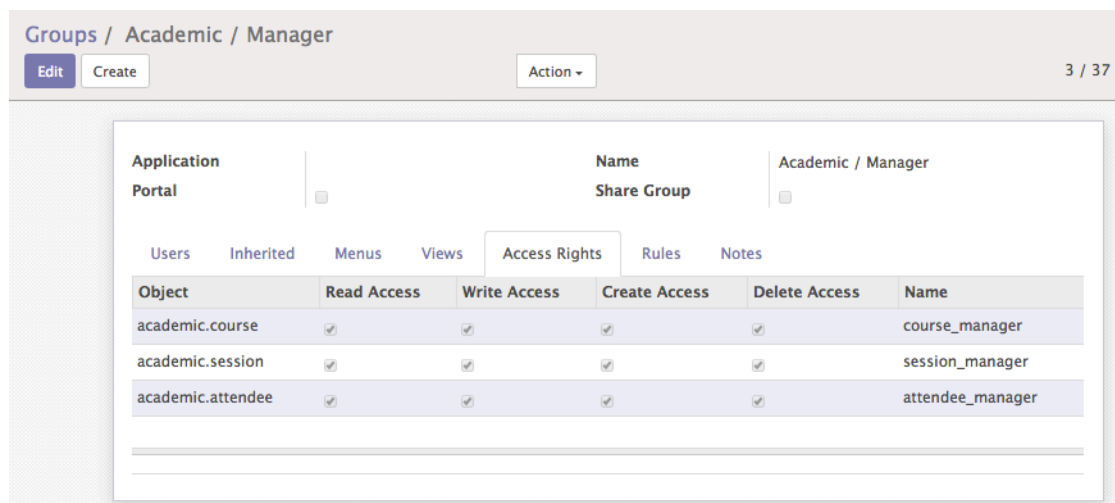 Groups / Academic / Manager
Edit Create Action 3 / 37
Application Name Academic / Manager
Portal Share Group
Users Inherited Menus Views Access Rights Rules Notes
Object Read Access Write Access Create Access Delete Access Name
academic.course course_manager
academic.session session_manager
academic.attendee attendee_manager